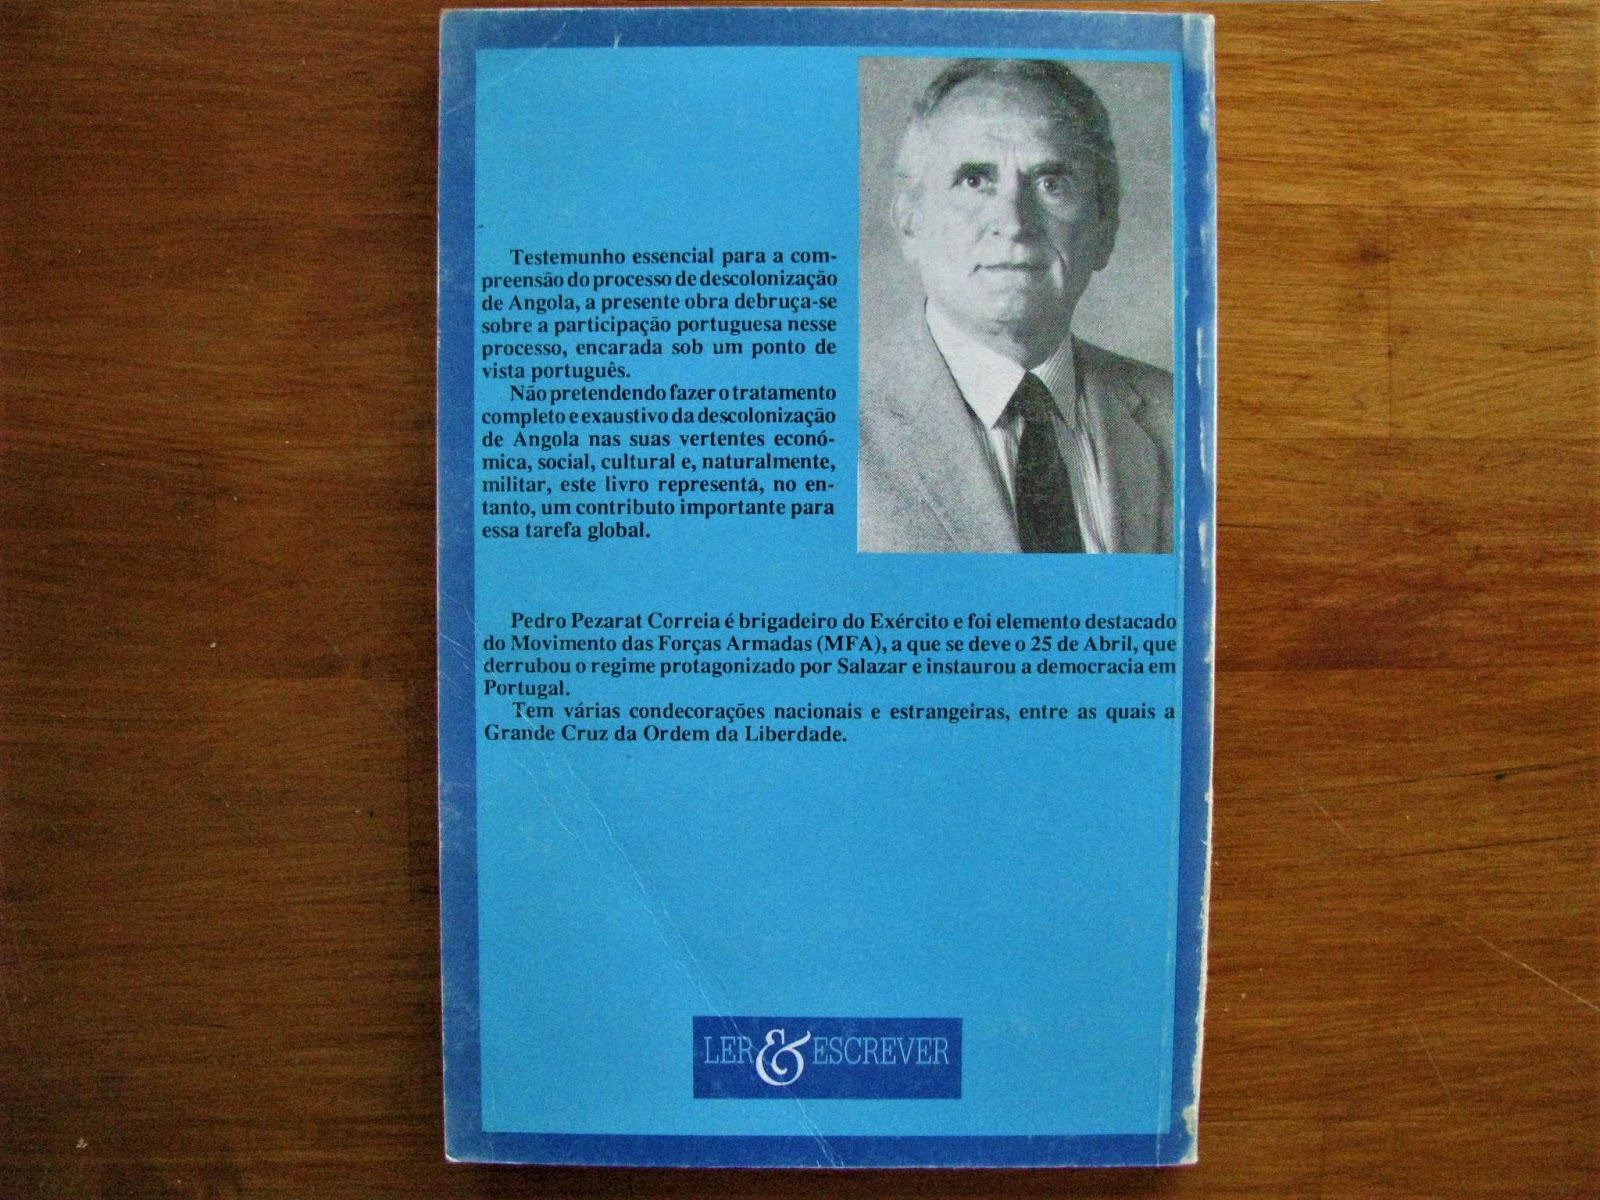 Testemunho essencial para a com-
preensão do processo de descolonização
de Angola, a presente obra debruça-se
sobre a participação portuguesa nesse
processo, encarada sob um ponto de
vista português.
Não pretendendo fazer o tratamento
completo e exaustivo da descolonização
de Angola nas suas vertentes econó-
mica, social, cultural e, naturalmente,
militar, este livro representa, no en-
tanto, um contributo importante para
essa tarefa global.
Pedro Pezarat Correia é brigadeiro do Exército e foi elemento destacado
do Movimento das Forças Armadas (MFA), a que se deve o 25 de Abril, que
derrubou o regime protagonizado por Salazar e instaurou a democracia em
Portugal.
Tem várias condecorações nacionais e estrangeiras, entre as quais a
Grande Cruz da Ordem da Liberdade.
LER & ESCREVER